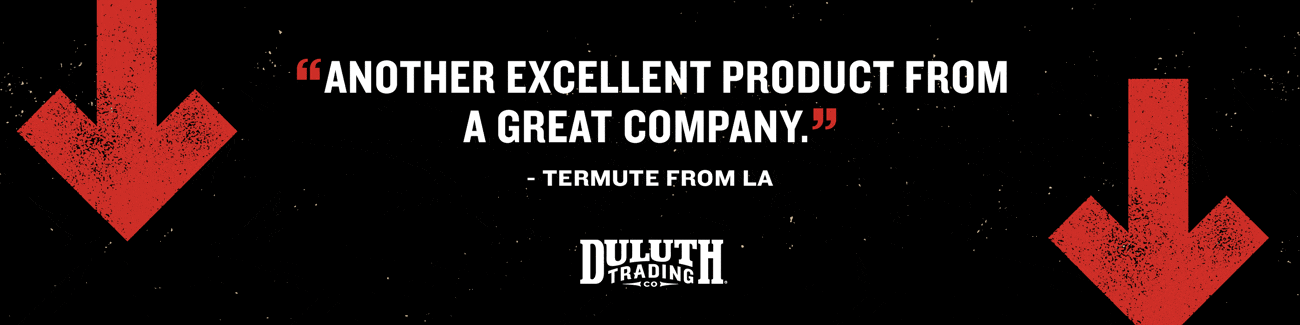 “ANOTHER EXCELLENT PRODUCT FROM
A GREAT COMPANY.”
- TERMUTE FROM LA
DULUTH
TRADING
CO